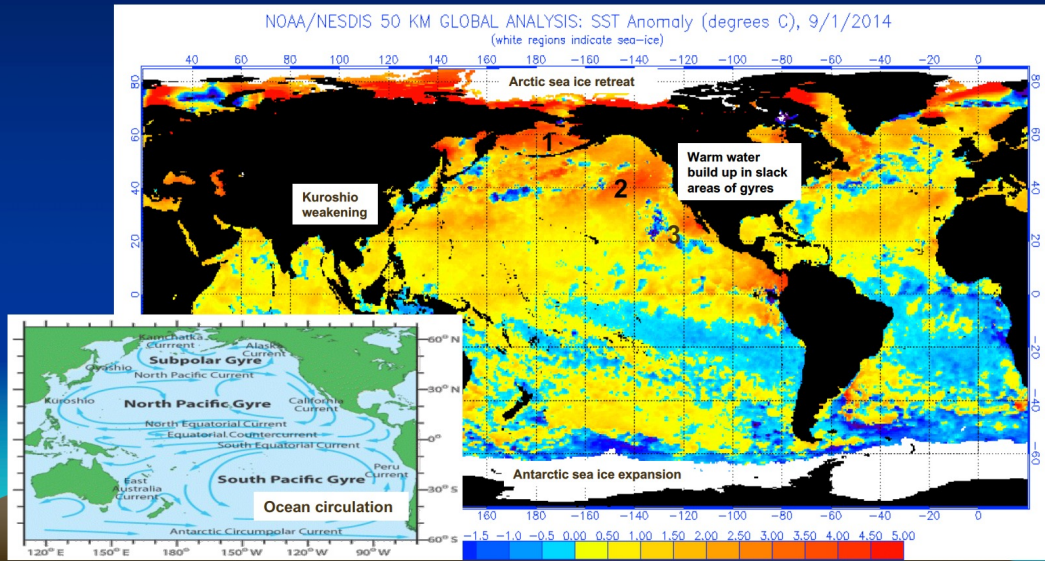 NOAA/NESDIS 50 KM GLOBAL ANALYSIS: SST Anomaly (degrees C), 9/1/2014
(white regions indicate sea-ice)
40 60 80 100 120 140 160 180 -160 -140 -120 -100 -80 -60 -40 -20 0
80 Arctic sea ice retreat 80
60 60
1
Warm water
build up in slack
areas of gyres
40 2 40
Kuroshio
weakening
20 3 20
0 0
-20
-40
-60
Antarctic sea ice expansion
160 180 -160 -140 -120 -100 -80 -60 -40 -20 0
-1.5 -1.0 -0.5 0.00 0.50 1.00 1.50 2.00 2.50 3.00 3.50 4.00 4.50 5.00
Kamchatka
Currrent
Alaska
Current
60° N
Subpolar Gyre
Oyashio
North Pacific Current
30° N
Kuroshio
North Pacific Gyre
California
Current
North Equatorial Current
Equatorial Countercurrent
0°
South Equatorial Current
Peru
Current
East
Australia
Current
South Pacific Gyre
30° S
Ocean circulation
Antarctic Circumpolar Current
60° S
120° E 150° E 180° 150° W 120° W 90° W